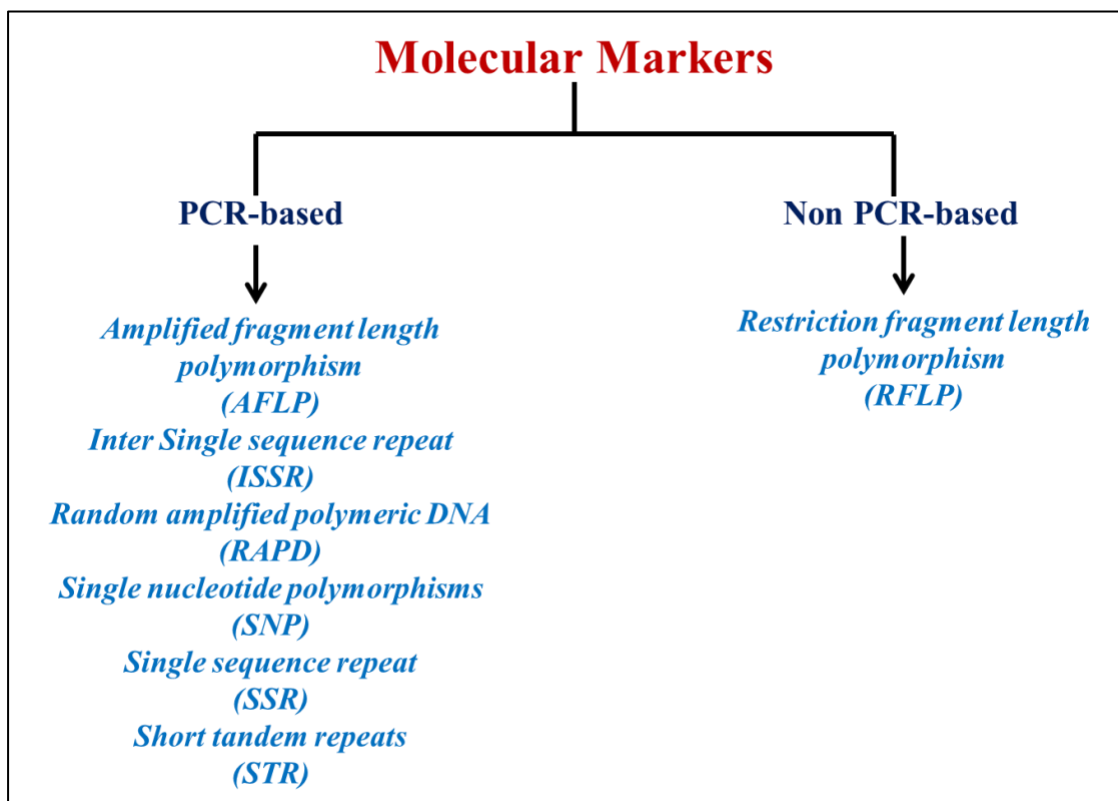 Molecular Markers
PCR-based
Amplified fragment length
polymorphism
(AFLP)
Inter Single sequence repeat
(ISSR)
Random amplified polymeric DNA
(RAPD)
Single nucleotide polymorphisms
(SNP)
Single sequence repeat
(SSR)
Short tandem repeats
(STR)
Non PCR-based
Restriction fragment length
polymorphism
(RFLP)